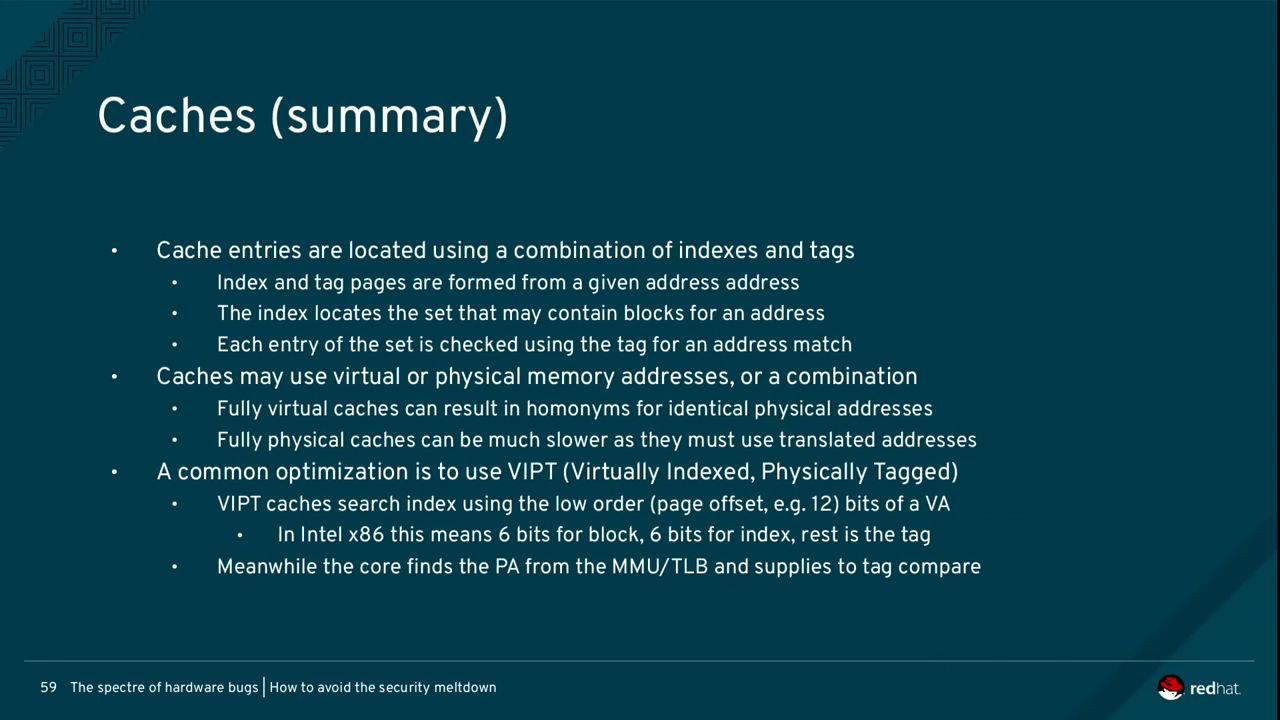 Caches (summary)
• Cache entries are located using a combination of indexes and tags
• Index and tag pages are formed from a given address address
• The index locates the set that may contain blocks for an address
• Each entry of the set is checked using the tag for an address match
• Caches may use virtual or physical memory addresses, or a combination
• Fully virtual caches can result in homonyms for identical physical addresses
• Fully physical caches can be much slower as they must use translated addresses
• A common optimization is to use VIPT (Virtually Indexed, Physically Tagged)
• VIPT caches search index using the low order (page offset, e.g. 12) bits of a VA
• In Intel x86 this means 6 bits for block, 6 bits for index, rest is the tag
• Meanwhile the core finds the PA from the MMU/TLB and supplies to tag compare
59 The spectre of hardware bugs | How to avoid the security meltdown
redhat.